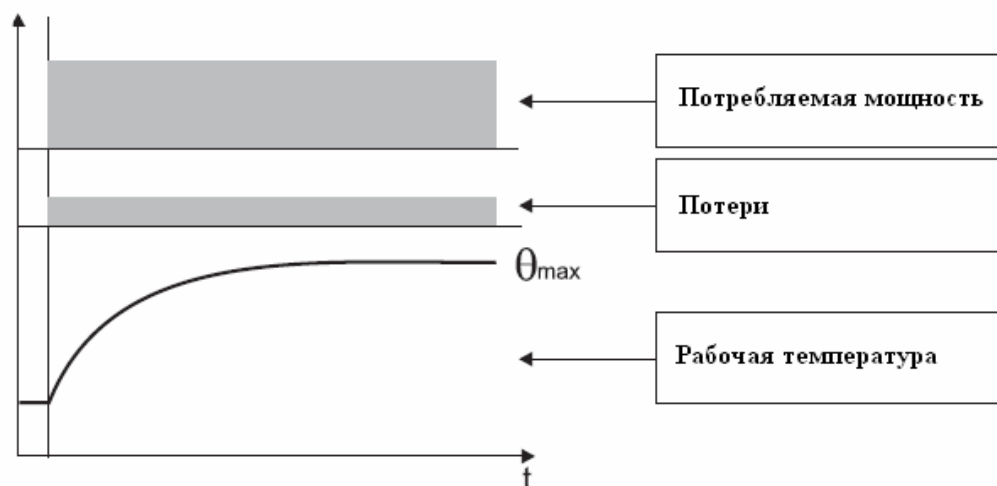 Потребляемая мощность
Потери
θmax
Рабочая температура
t